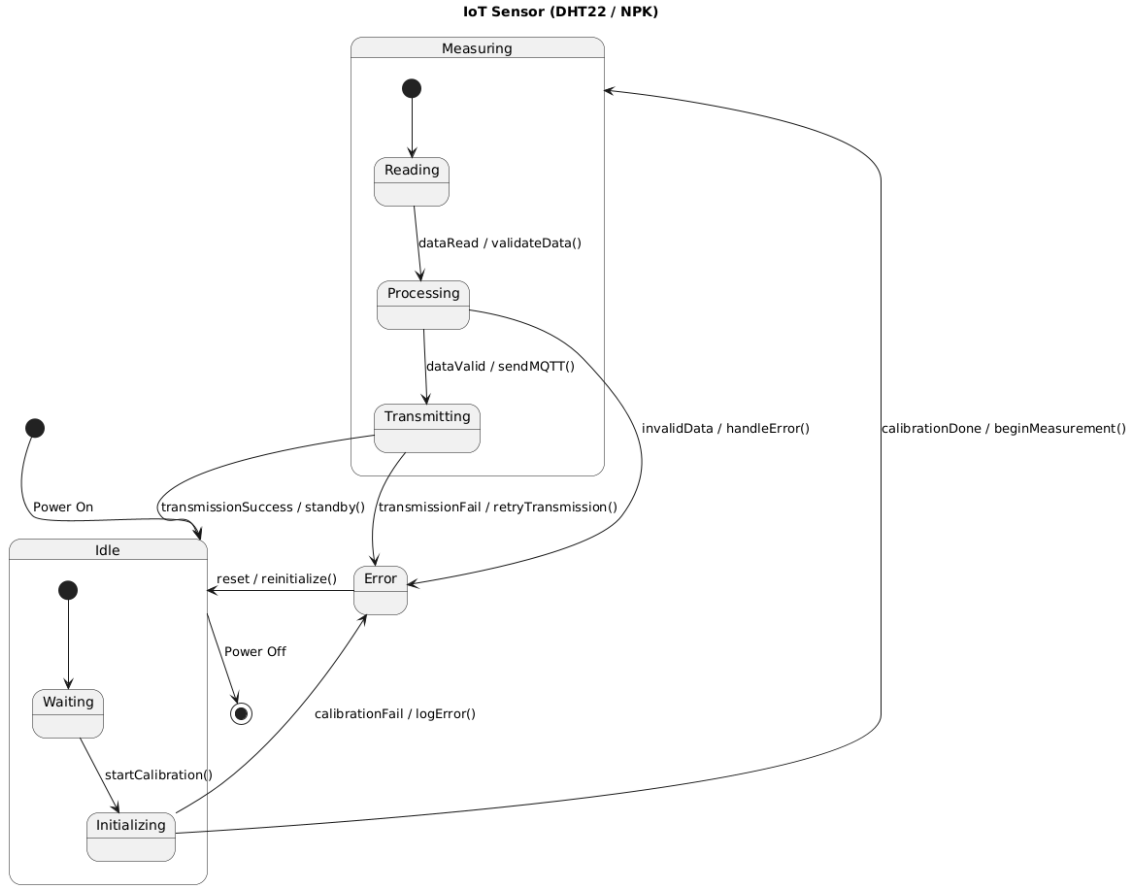 IoT Sensor (DHT22 / NPK)
Measuring
Reading
dataRead / validateData()
Processing
dataValid / sendMQTT()
Transmitting
invalidData / handleError()
calibrationDone / beginMeasurement()
Power On
transmissionSuccess / standby()
transmissionFail / retryTransmission()
Idle
reset / reinitialize()
Error
Power Off
Waiting
calibrationFail / logError()
startCalibration()
Initializing